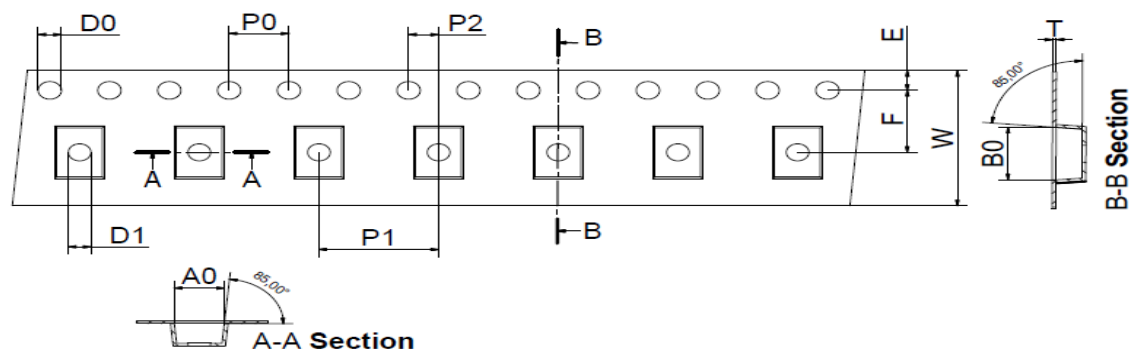 D0
P0
P2
B
E
T
85,00°
F
W
B0
B-B Section
A
A
D1
P1
B
A0
85,00°
A-A Section